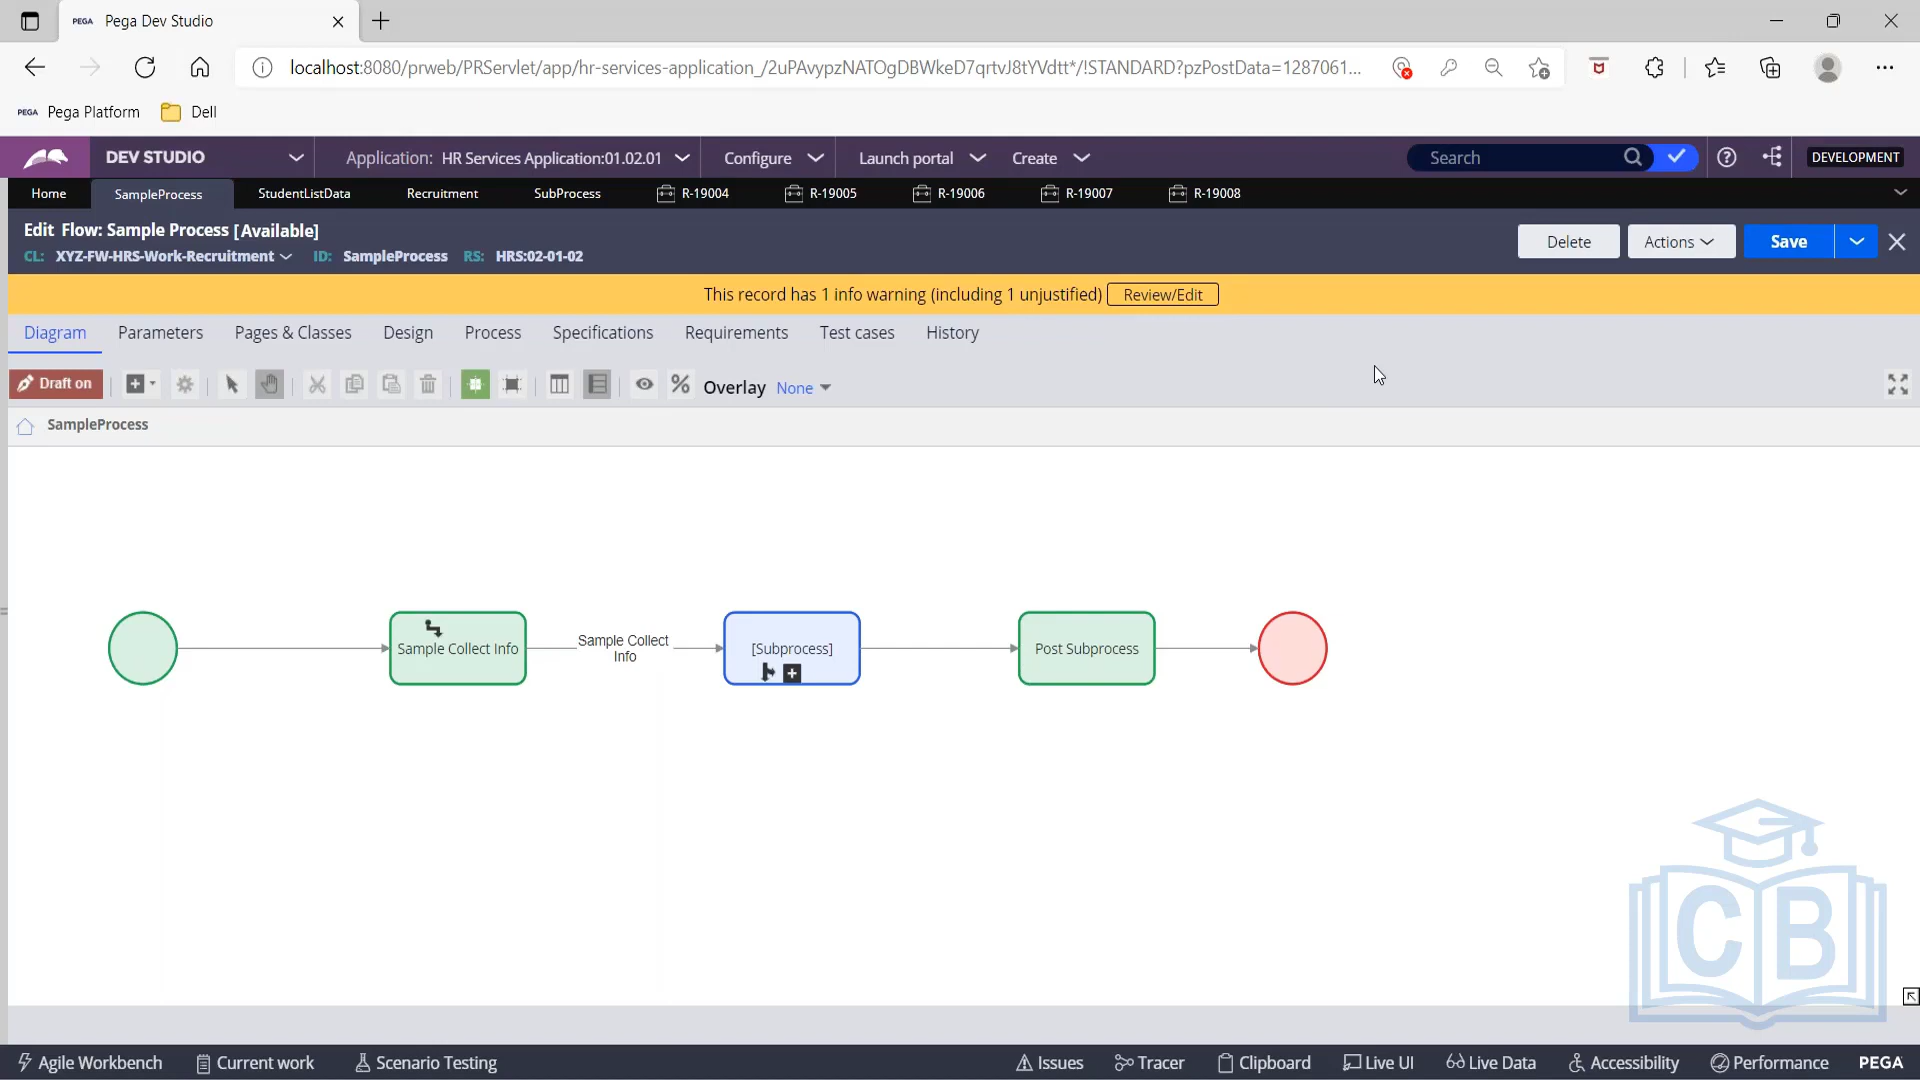 PEGA Pega Dev Studio
localhost:8080/prweb/PRServlet/app/hr-services-application_/2uPAvypzNATOgDBWkeD7qrtvJ8tYVdtt*/!STANDARD?pzPostData=1287061...
PEGA Pega Platform Dell
DEV STUDIO Application: HR Services Application:01.02.01 Configure Launch portal Create Search DEVELOPMENT
Home SampleProcess StudentListData Recruitment SubProcess R-19004 R-19005 R-19006 R-19007 R-19008
Edit Flow: Sample Process [Available]
Delete Actions Save
CL: XYZ-FW-HRS-Work-Recruitment ID: SampleProcess RS: HRS:02-01-02
This record has 1 info warning (including 1 unjustified) Review/Edit
Diagram Parameters Pages & Classes Design Process Specifications Requirements Test cases History
Draft on Overlay None
SampleProcess
Sample Collect Info
Sample Collect
Info
[Subprocess]
Post Subprocess
CB
Agile Workbench Current work Scenario Testing Issues Tracer Clipboard Live UI Live Data Accessibility Performance PEGA